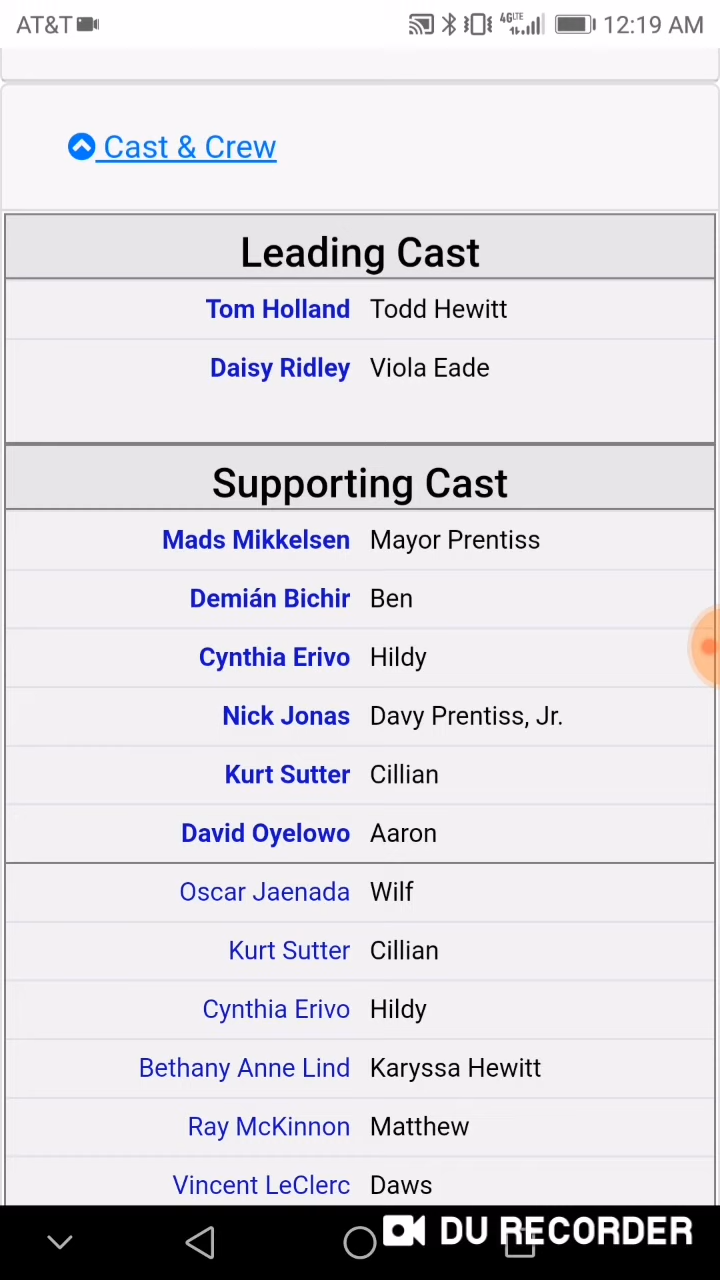 AT&T 4G LTE 12:19 AM
Cast & Crew
Leading Cast
Tom Holland Todd Hewitt
Daisy Ridley Viola Eade
Supporting Cast
Mads Mikkelsen Mayor Prentiss
Demián Bichir Ben
Cynthia Erivo Hildy
Nick Jonas Davy Prentiss, Jr.
Kurt Sutter Cillian
David Oyelowo Aaron
Oscar Jaenada Wilf
Kurt Sutter Cillian
Cynthia Erivo Hildy
Bethany Anne Lind Karyssa Hewitt
Ray McKinnon Matthew
Vincent LeClerc Daws
DU RECORDER